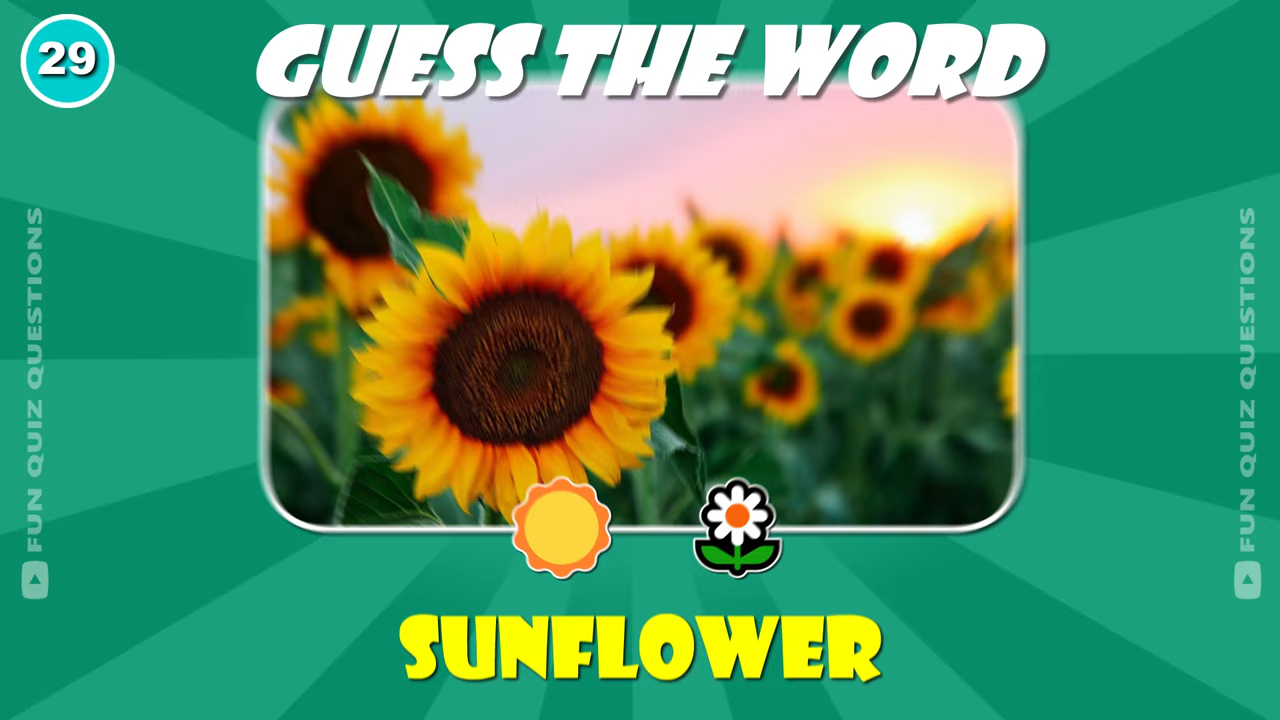 29
GUESS THE WORD
FUN QUIZ QUESTIONS
FUN QUIZ QUESTIONS
SUNFLOWER